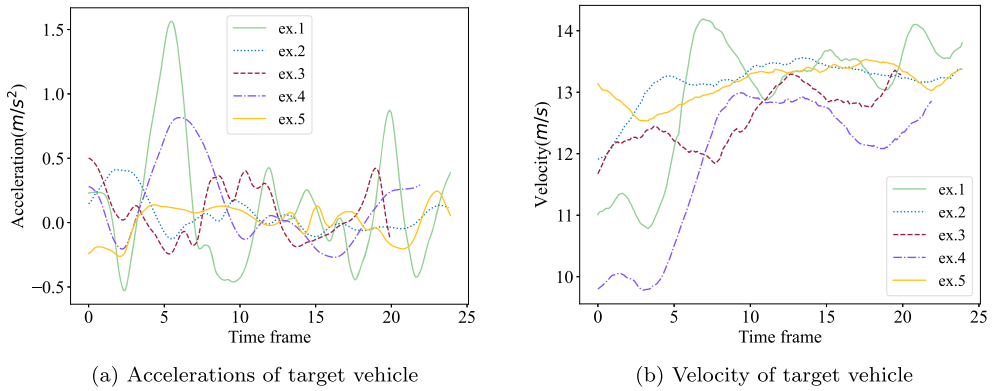 1.5
1.0
0.5
0.0
−0.5
Acceleration(m/s²)
0 5 10 15 20 25
Time frame
ex.1
ex.2
ex.3
ex.4
ex.5
(a) Accelerations of target vehicle
14
13
12
11
10
Velocity(m/s)
0 5 10 15 20 25
Time frame
ex.1
ex.2
ex.3
ex.4
ex.5
(b) Velocity of target vehicle